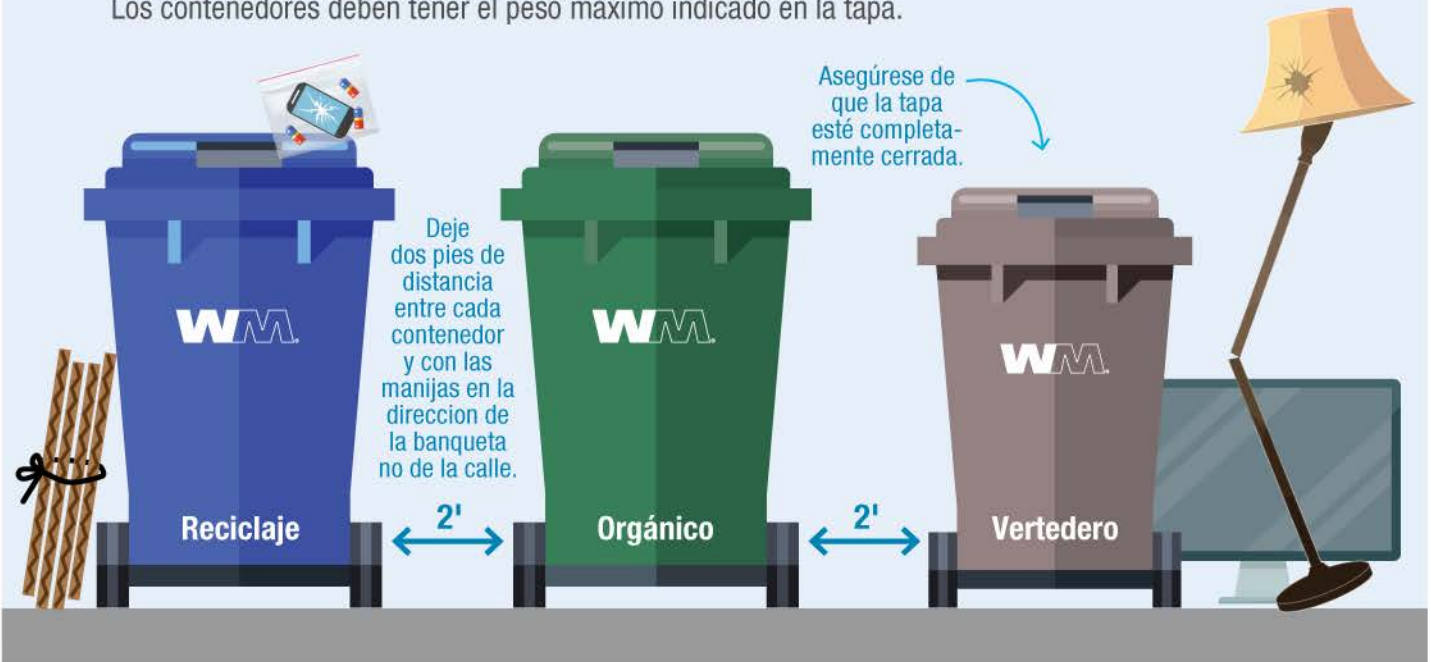 Los contenedores deben tener el peso máximo indicado en la tapa.
Asegúrese de
que la tapa
esté completa-
mente cerrada.
Deje
dos pies de
distancia
entre cada
contenedor
y con las
manijas en la
direccion de
la banqueta
no de la calle.
WM.
WM.
WM.
Reciclaje
2'
Orgánico
2'
Vertedero